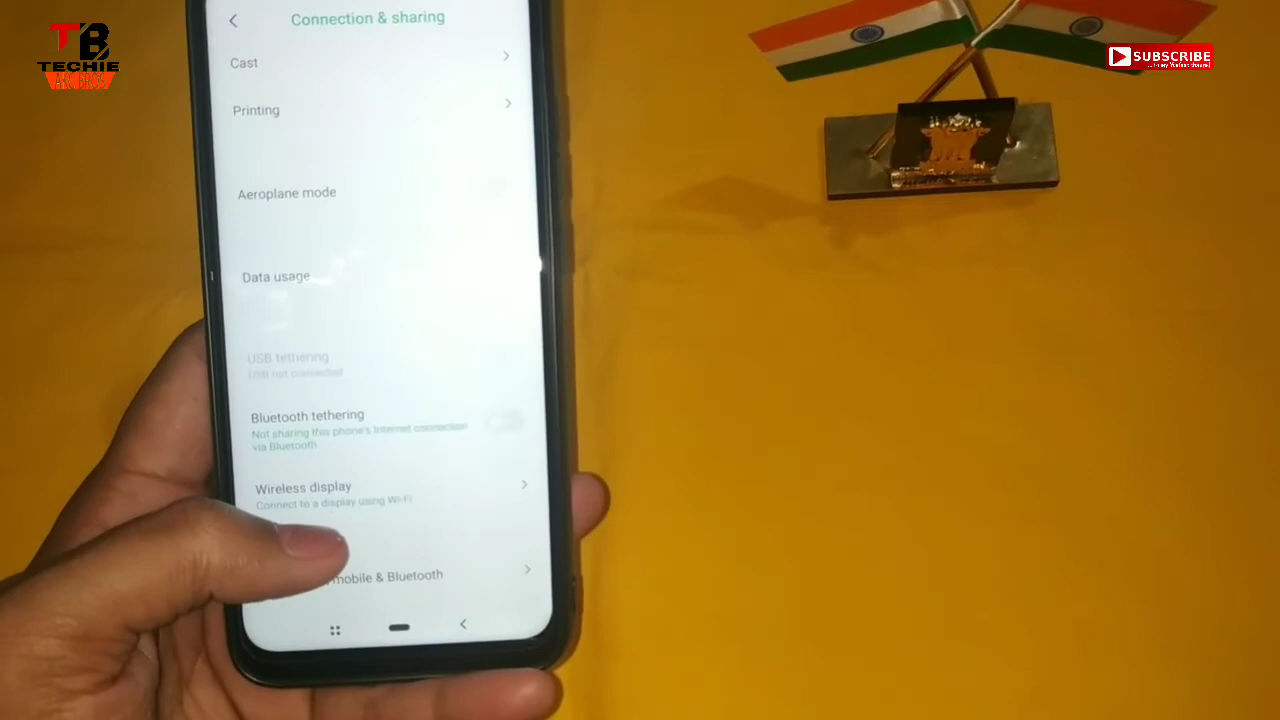 TB
TECHIE
SUBSCRIBE
Connection & sharing
Cast
Printing
Aeroplane mode
Data usage
USB tethering
USB not connected
Bluetooth tethering
Not sharing this phone's Internet connection
via Bluetooth
Wireless display
Connect to a display using Wi-Fi
mobile & Bluetooth